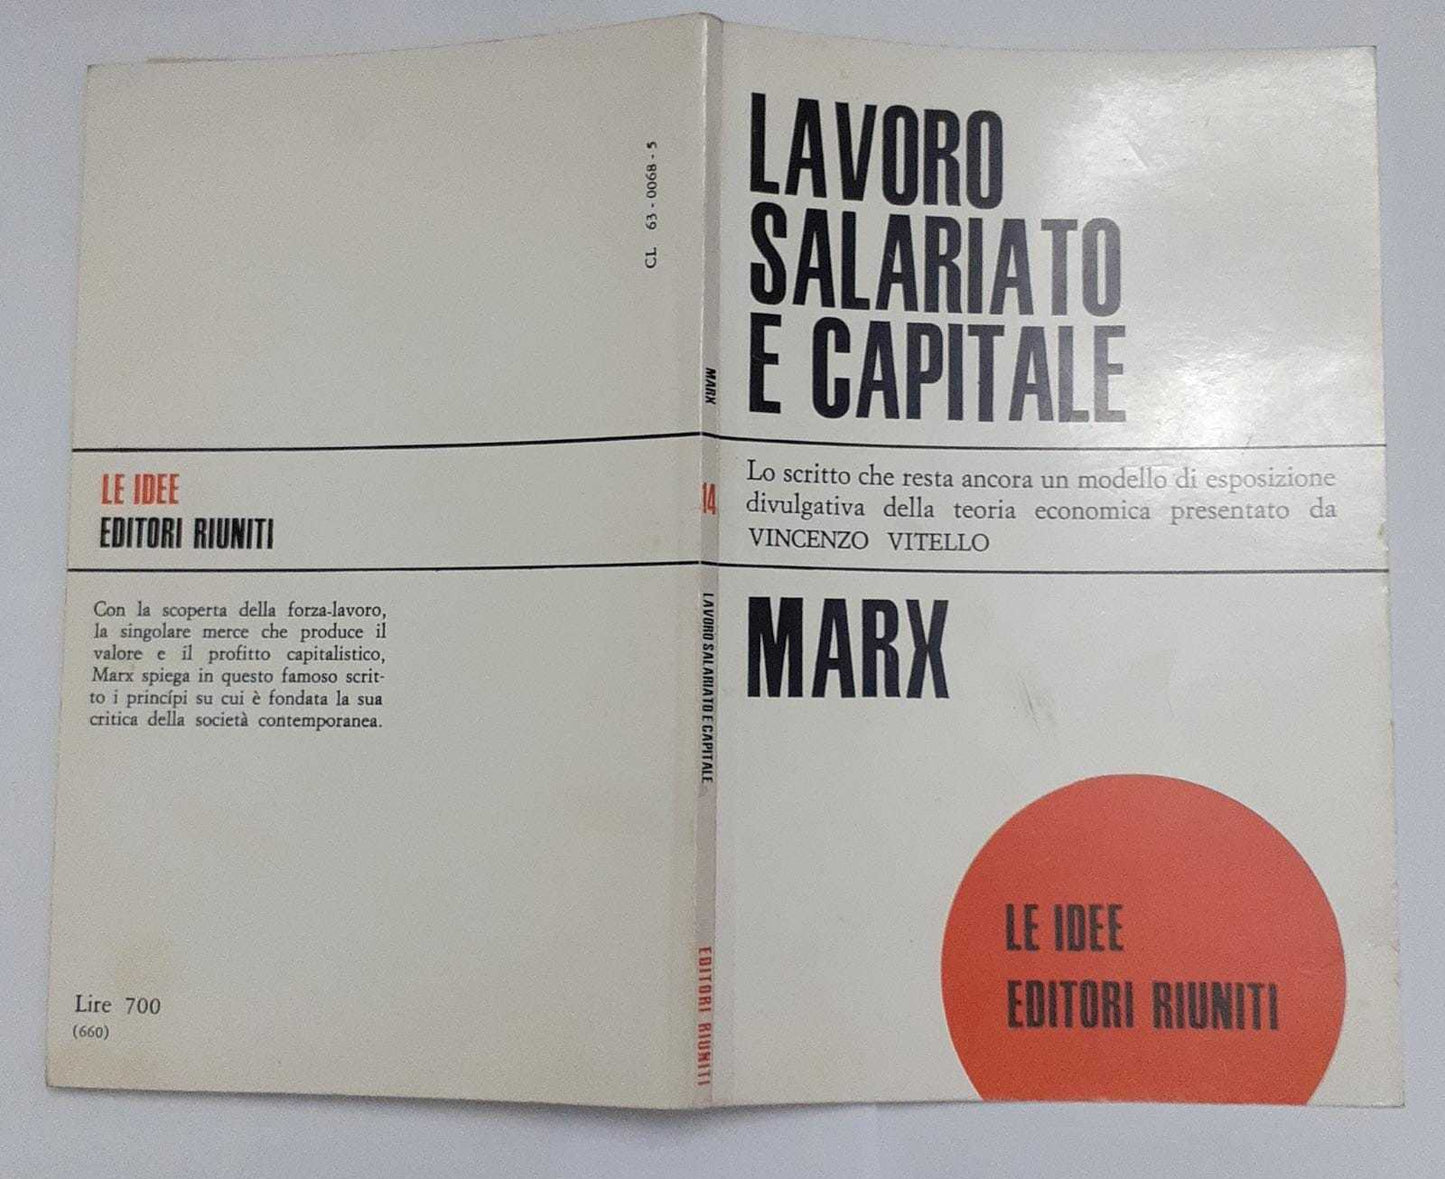 CL 63 - 0068 - 5
LE IDEE
EDITORI RIUNITI
Con la scoperta della forza-lavoro,
la singolare merce che produce il
valore e il profitto capitalistico,
Marx spiega in questo famoso scrit-
to i princípi su cui è fondata la sua
critica della società contemporanea.
Lire 700
(660)
MARX
14
LAVORO SALARIATO E CAPITALE
EDITORI RIUNITI
LAVORO
SALARIATO
E CAPITALE
Lo scritto che resta ancora un modello di esposizione
divulgativa della teoria economica presentato da
VINCENZO VITELLO
MARX
LE IDEE
EDITORI RIUNITI